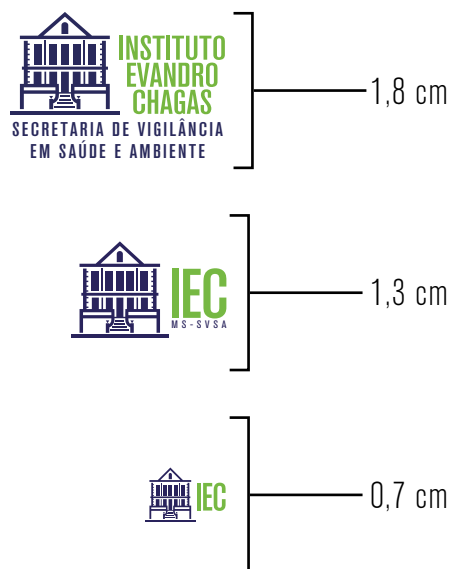 INSTITUTO
EVANDRO
CHAGAS
SECRETARIA DE VIGILÂNCIA
EM SAÚDE E AMBIENTE
1,8 cm
IEC
MS-SVSA
1,3 cm
IEC
0,7 cm